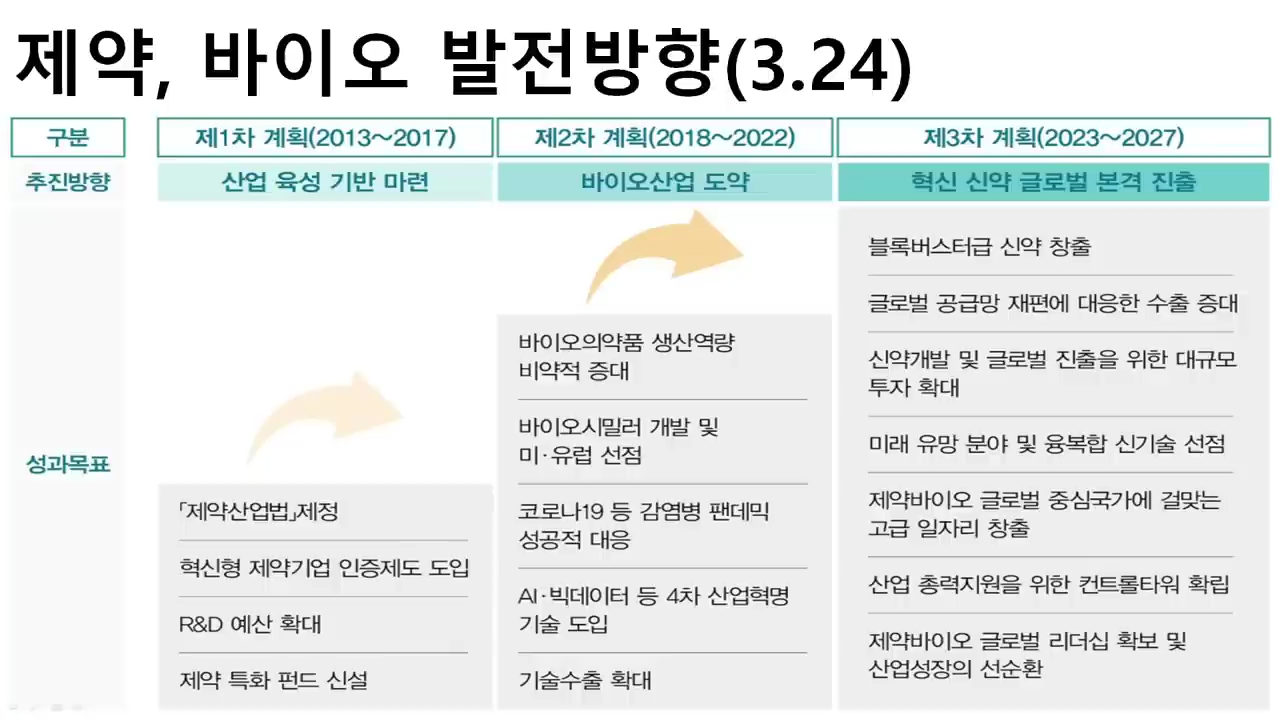 제약, 바이오 발전방향(3.24)
구분
제1차 계획(2013~2017)
제2차 계획(2018~2022)
제3차 계획(2023~2027)
추진방향
산업 육성 기반 마련
바이오산업 도약
혁신 신약 글로벌 본격 진출
성과목표
「제약산업법」제정
혁신형 제약기업 인증제도 도입
R&D 예산 확대
제약 특화 펀드 신설
바이오의약품 생산역량
비약적 증대
바이오시밀러 개발 및
미·유럽 선점
코로나19 등 감염병 팬데믹
성공적 대응
AI·빅데이터 등 4차 산업혁명
기술 도입
기술수출 확대
블록버스터급 신약 창출
글로벌 공급망 재편에 대응한 수출 증대
신약개발 및 글로벌 진출을 위한 대규모
투자 확대
미래 유망 분야 및 융복합 신기술 선점
제약바이오 글로벌 중심국가에 걸맞는
고급 일자리 창출
산업 총력지원을 위한 컨트롤타워 확립
제약바이오 글로벌 리더십 확보 및
산업성장의 선순환